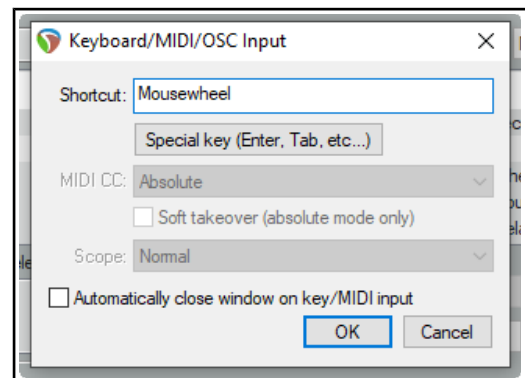 Keyboard/MIDI/OSC Input
Shortcut: Mousewheel
Special key (Enter, Tab, etc...)
MIDI CC: Absolute
Soft takeover (absolute mode only)
Scope: Normal
Automatically close window on key/MIDI input
OK Cancel